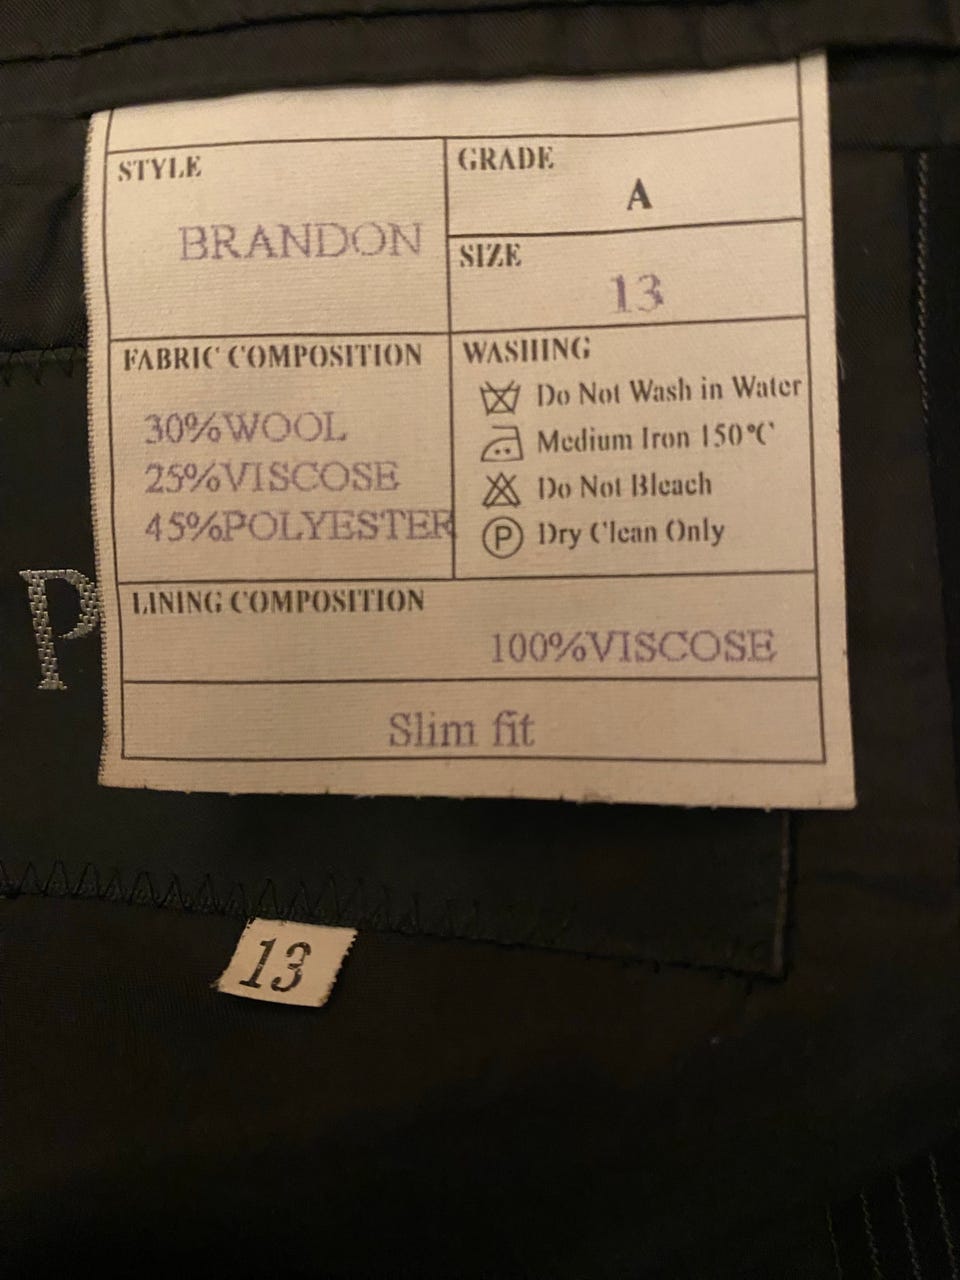 STYLE
BRANDON
GRADE
A
SIZE
13
FABRIC COMPOSITION
30%WOOL
25%VISCOSE
45%POLYESTER
WASHING
Do Not Wash in Water
Medium Iron 150°C
Do Not Bleach
P Dry Clean Only
LINING COMPOSITION
100%VISCOSE
Slim fit
P
13